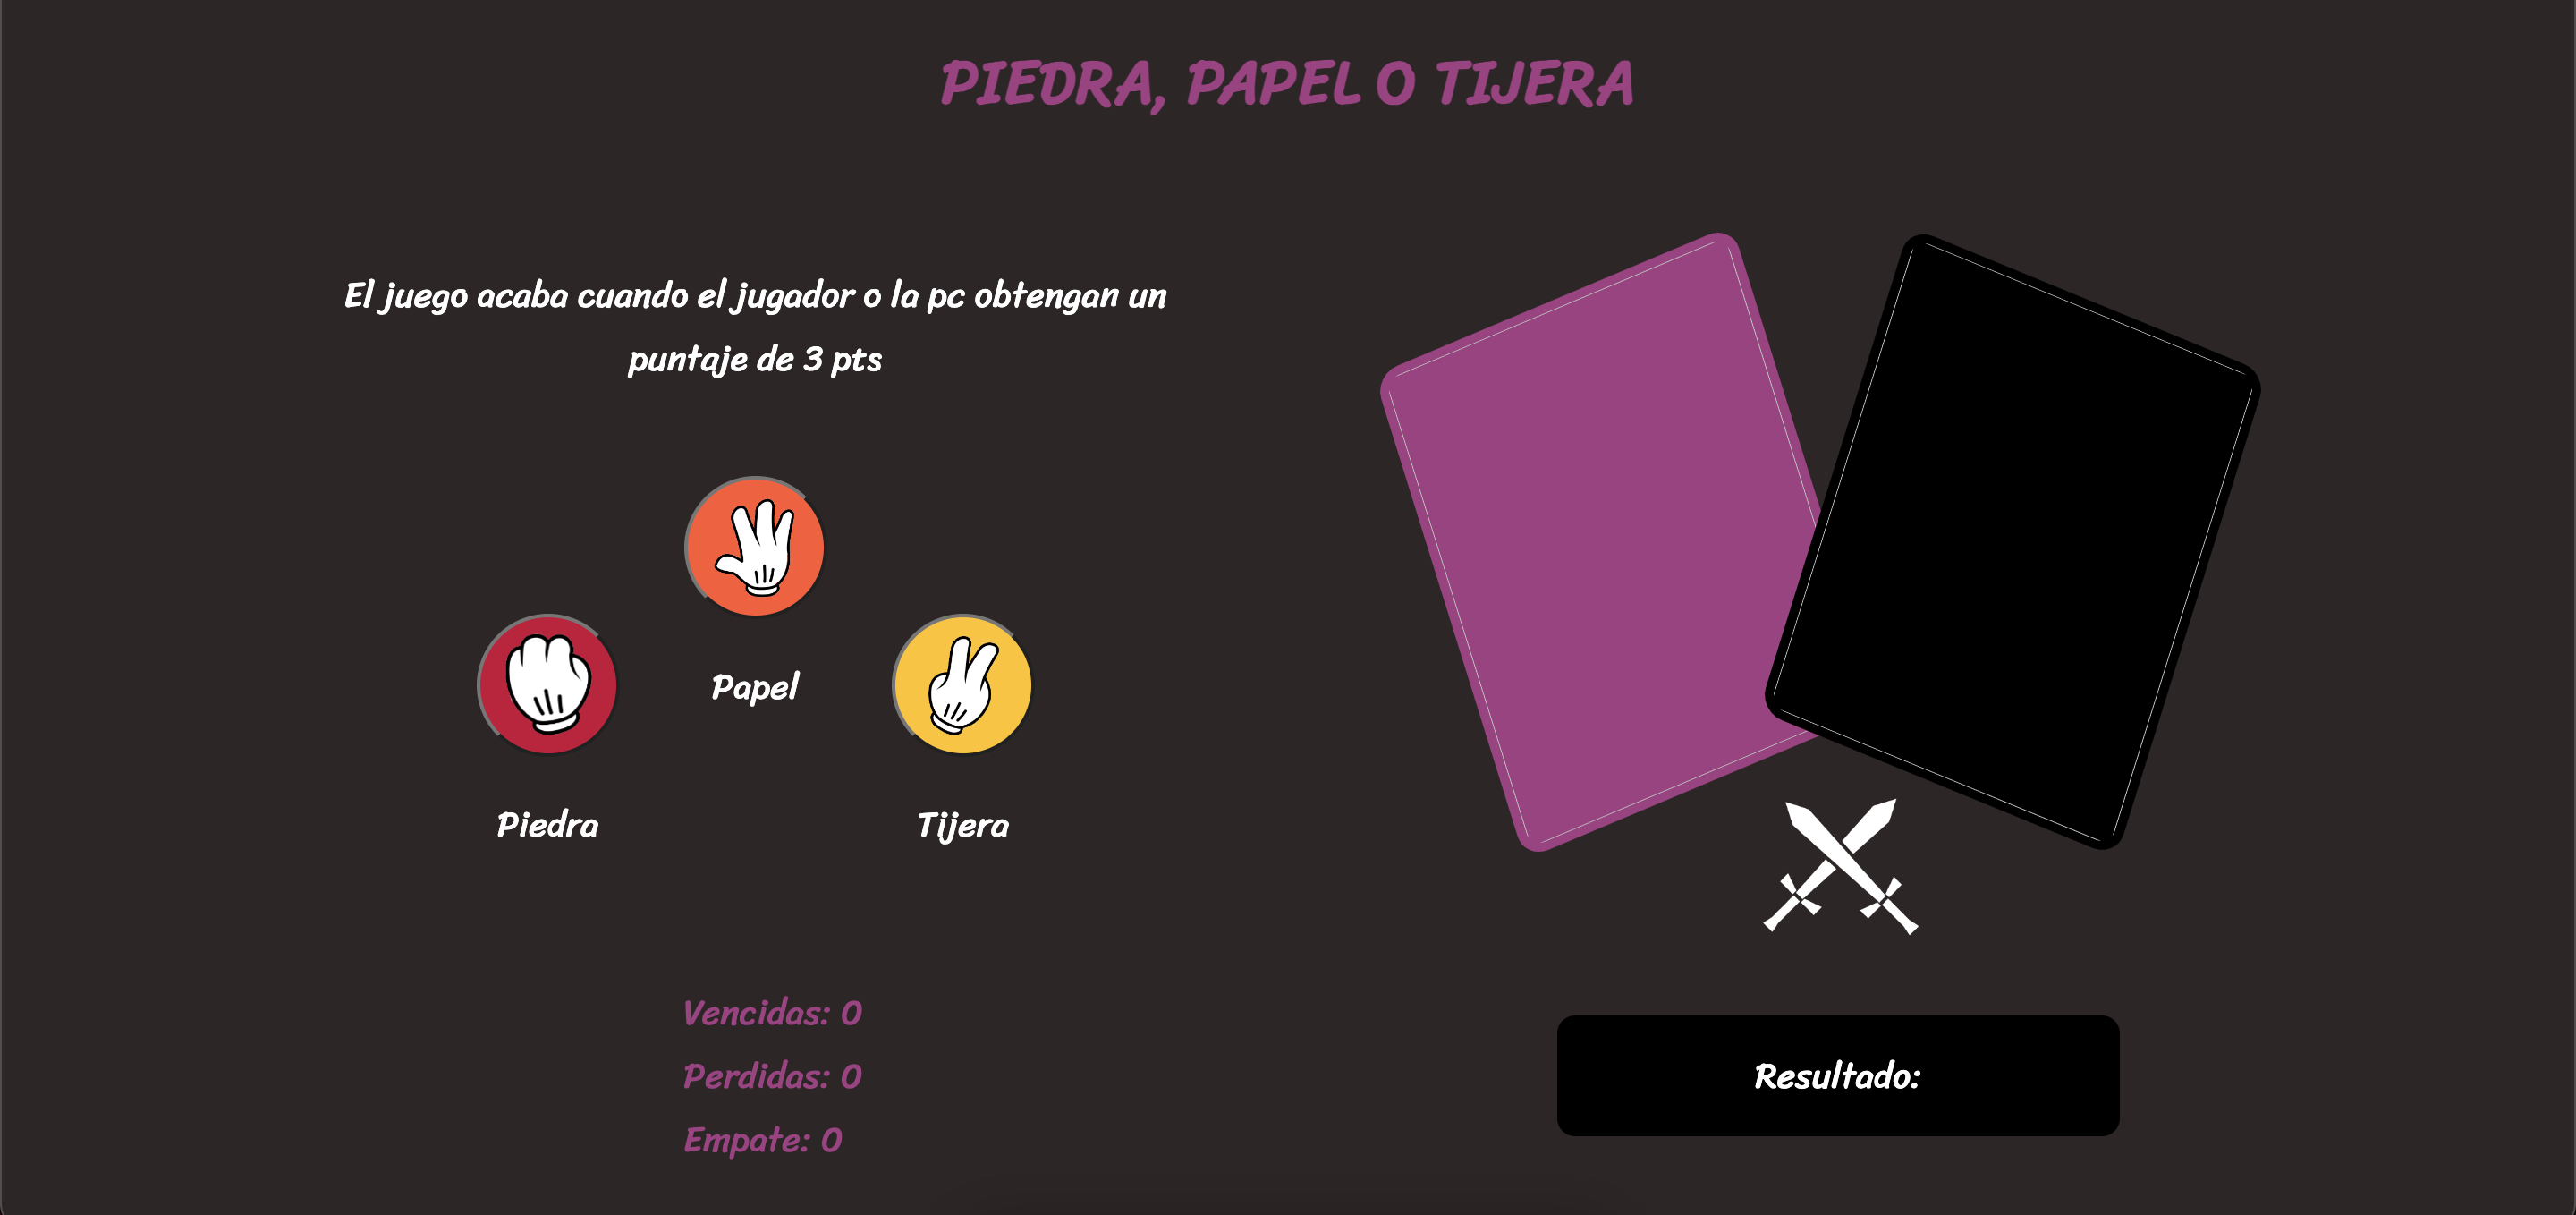 PIEDRA, PAPEL O TIJERA
El juego acaba cuando el jugador o la pc obtengan un
puntaje de 3 pts
Papel
Piedra
Tijera
Vencidas: 0
Perdidas: 0
Empate: 0
Resultado: